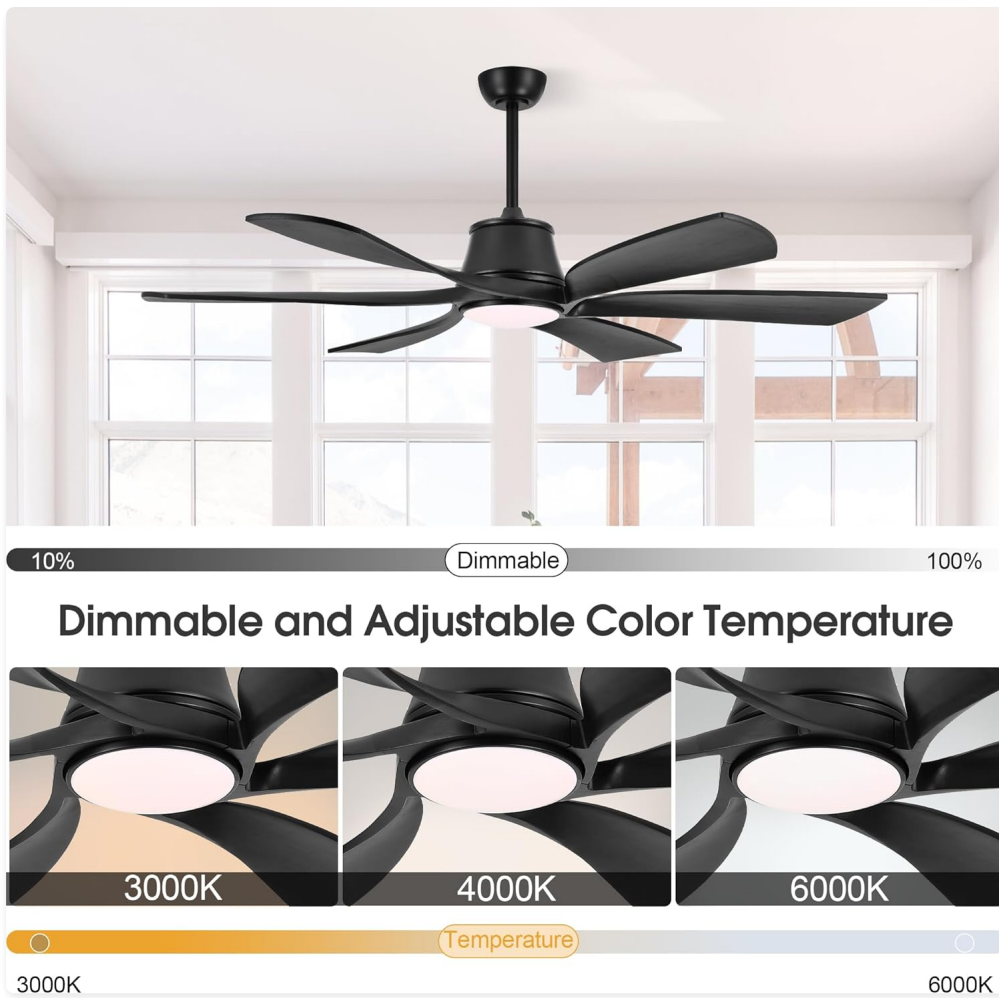 10% Dimmable 100%
Dimmable and Adjustable Color Temperature
3000K 4000K 6000K
Temperature
3000K 6000K